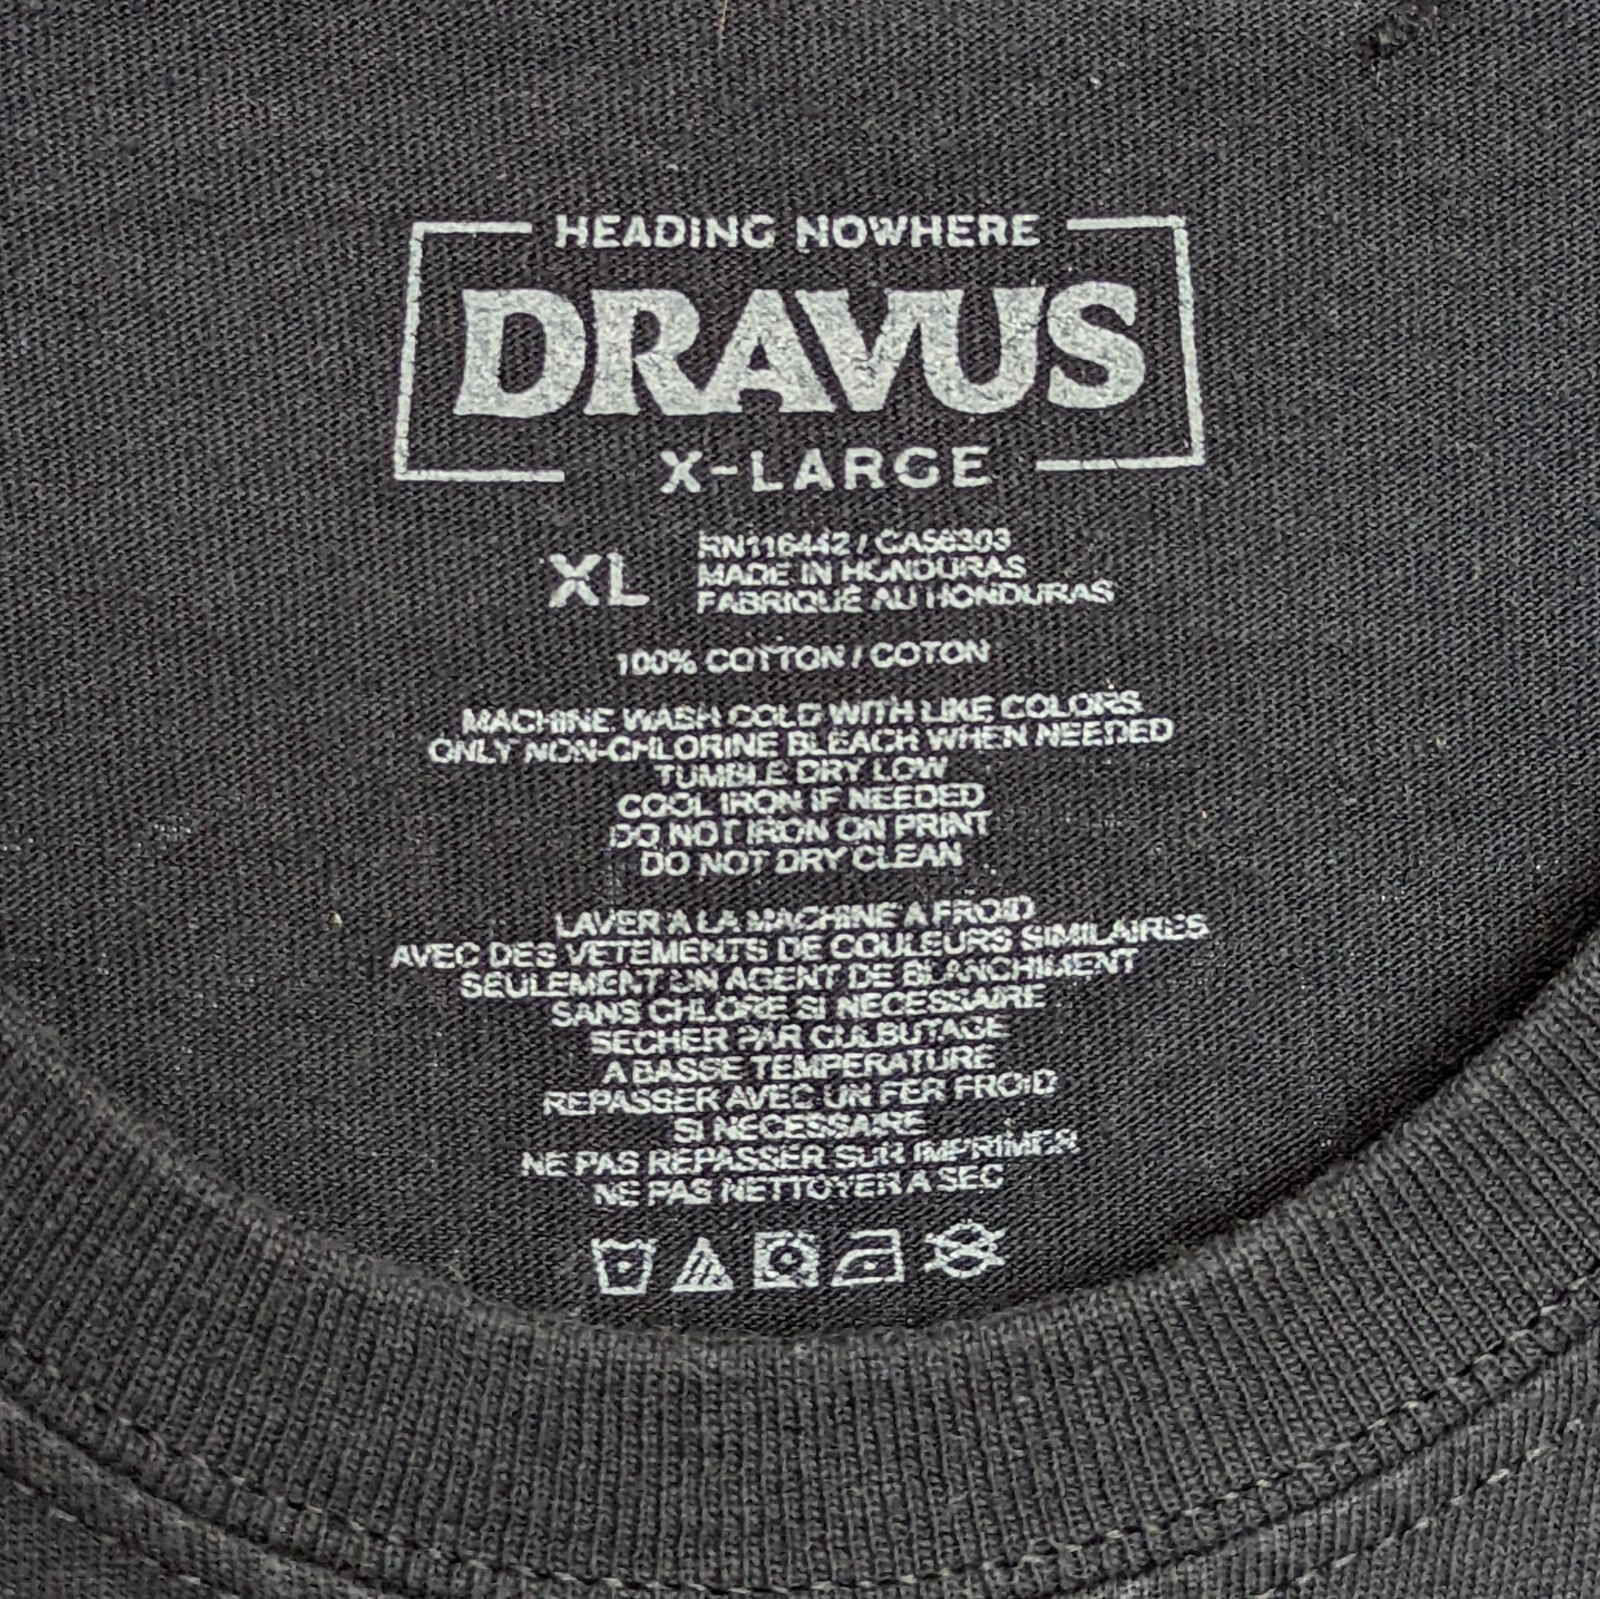 HEADING NOWHERE
DRAVUS
X-LARGE
XL
RN116442 / CA56303
MADE IN HONDURAS
FABRIQUE AU HONDURAS
100% COTTON / COTON
MACHINE WASH COLD WITH LIKE COLORS
ONLY NON-CHLORINE BLEACH WHEN NEEDED
TUMBLE DRY LOW
COOL IRON IF NEEDED
DO NOT IRON ON PRINT
DO NOT DRY CLEAN
LAVER A LA MACHINE A FROID
AVEC DES VETEMENTS DE COULEURS SIMILAIRES
SEULEMENT UN AGENT DE BLANCHIMENT
SANS CHLORE SI NECESSAIRE
SECHER PAR CULBUTAGE
A BASSE TEMPERATURE
REPASSER AVEC UN FER FROID
SI NECESSAIRE
NE PAS REPASSER SUR IMPRIMER
NE PAS NETTOYER A SEC